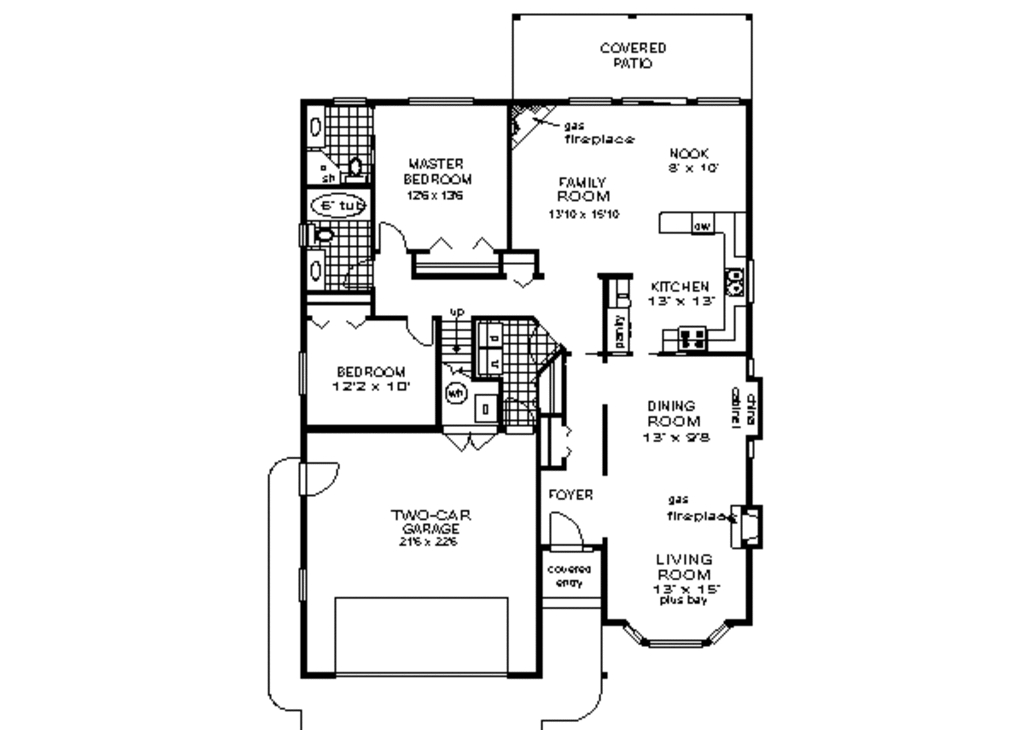 COVERED
PATIO
gas
fireplace
NOOK
8' x 10'
MASTER
BEDROOM
12'6 x 13'6
FAMILY
ROOM
13'10 x 15'10
sh
6' tub
DW
KITCHEN
13' x 13'
pantry
up
D
W
wh
BEDROOM
12'2 x 10'
DINING
ROOM
13' x 9'8
china
cabinet
FOYER
gas
fireplace
TWO-CAR
GARAGE
21'6 x 22'6
covered
entry
LIVING
ROOM
13' x 15'
plus bay